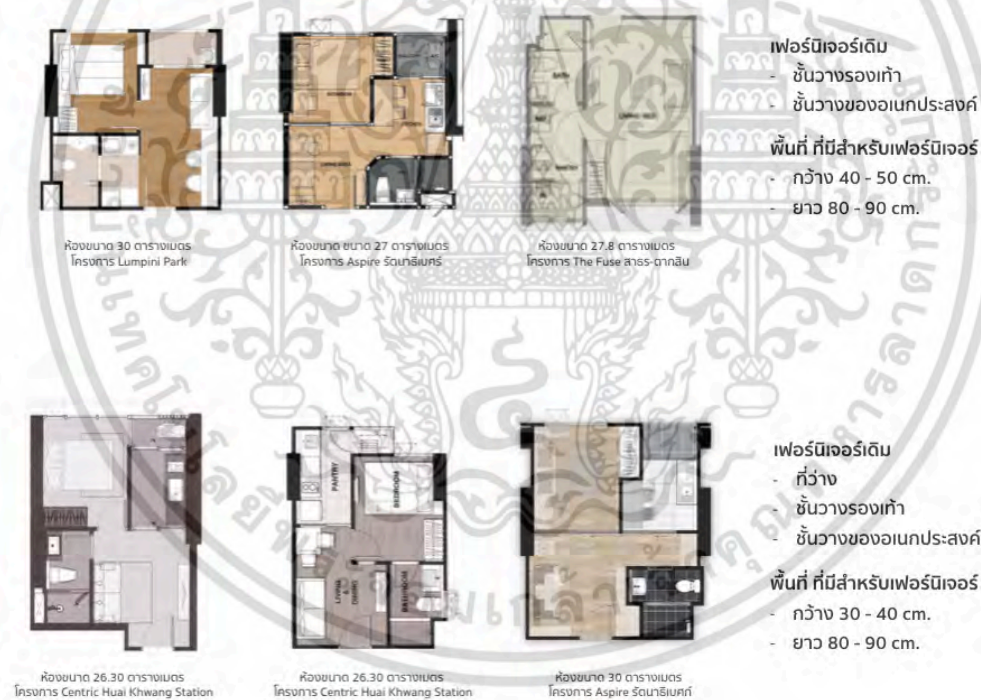 เฟอร์นิเจอร์เดิม
- ชั้นวางรองเท้า
- ชั้นวางของอเนกประสงค์
พื้นที่ ที่มีสำหรับเฟอร์นิเจอร์
- กว้าง 40 - 50 cm.
- ยาว 80 - 90 cm.
ห้องขนาด 30 ตารางเมตร
โครงการ Lumpini Park
ห้องขนาด ขนาด 27 ตารางเมตร
โครงการ Aspire รัตนาธิเบศร์
ห้องขนาด 27.8 ตารางเมตร
โครงการ The Fuse สาธร-ตากสิน
PANTRY
BEDROOM
LIVING & DINING
BATHROOM
เฟอร์นิเจอร์เดิม
- ที่ว่าง
- ชั้นวางรองเท้า
- ชั้นวางของอเนกประสงค์
พื้นที่ ที่มีสำหรับเฟอร์นิเจอร์
- กว้าง 30 - 40 cm.
- ยาว 80 - 90 cm.
ห้องขนาด 26.30 ตารางเมตร
โครงการ Centric Huai Khwang Station
ห้องขนาด 26.30 ตารางเมตร
โครงการ Centric Huai Khwang Station
ห้องขนาด 30 ตารางเมตร
โครงการ Aspire รัตนาธิเบศก์